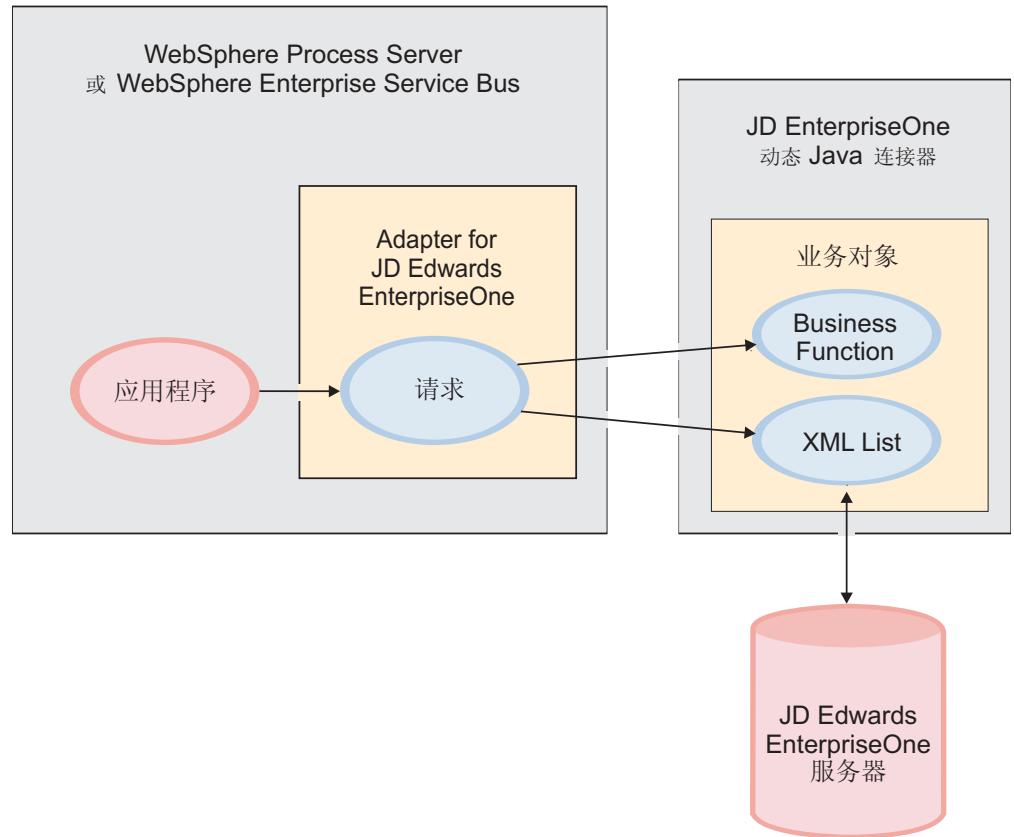 WebSphere Process Server
或 WebSphere Enterprise Service Bus
JD EnterpriseOne
动态 Java 连接器
Adapter for
JD Edwards
EnterpriseOne
业务对象
Business
Function
应用程序
请求
XML List
JD Edwards
EnterpriseOne
服务器